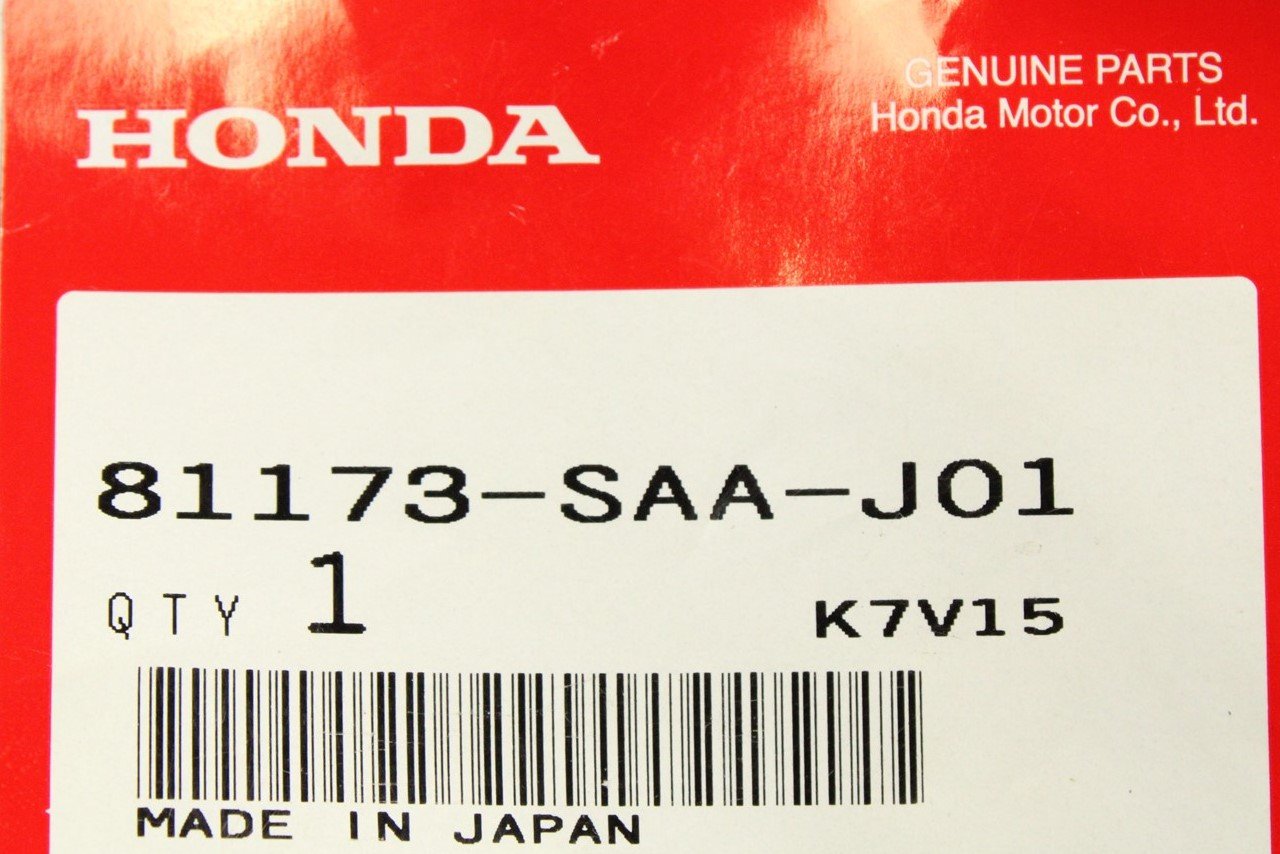 HONDA
GENUINE PARTS
Honda Motor Co., Ltd.
81173-SAA-J01
QTY 1
K7V15
MADE IN JAPAN